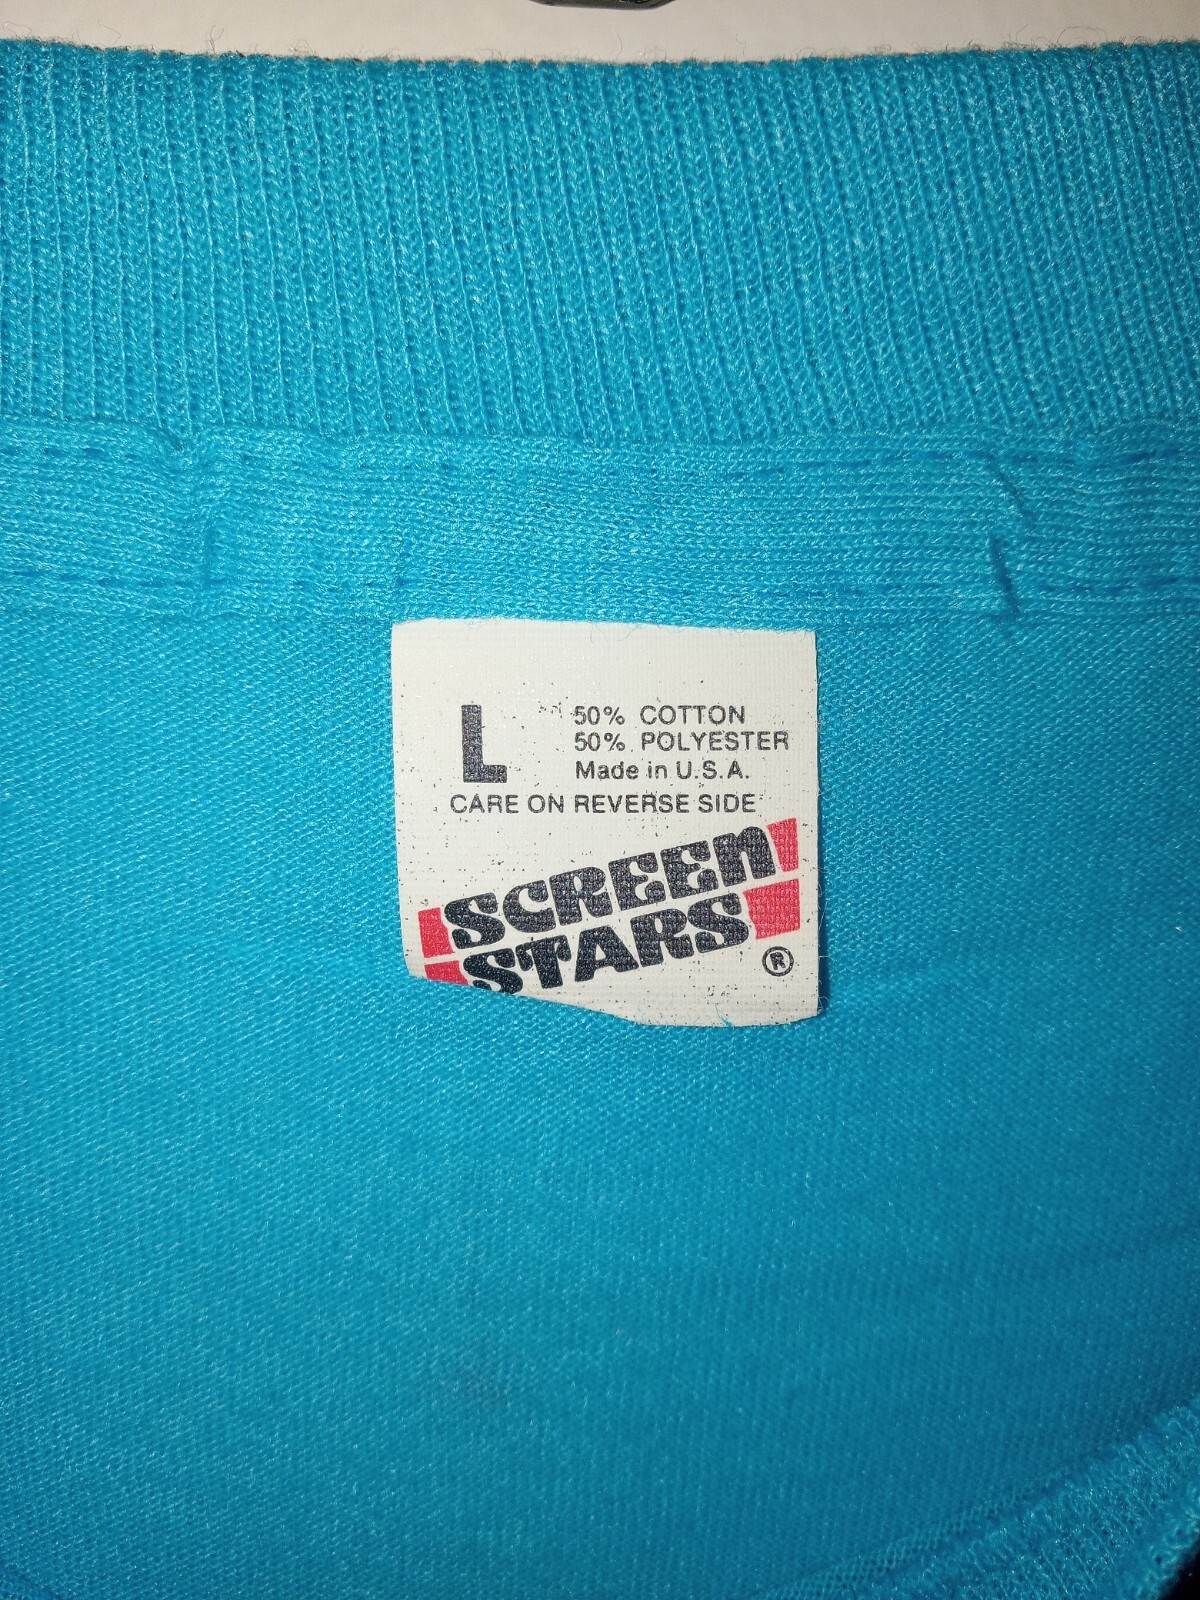 L
50% COTTON
50% POLYESTER
Made in U.S.A.
CARE ON REVERSE SIDE
SCREEN
STARS
®